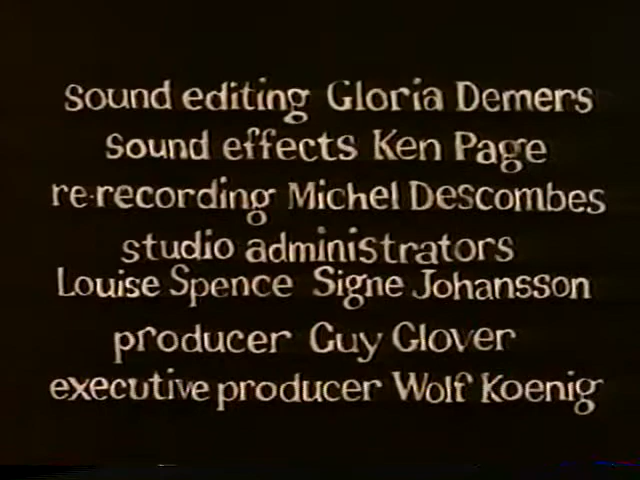 sound editing Gloria Demers
sound effects Ken Page
re-recording Michel Descombes
studio administrators
Louise Spence Signe Johansson
producer Guy Glover
executive producer Wolf Koenig